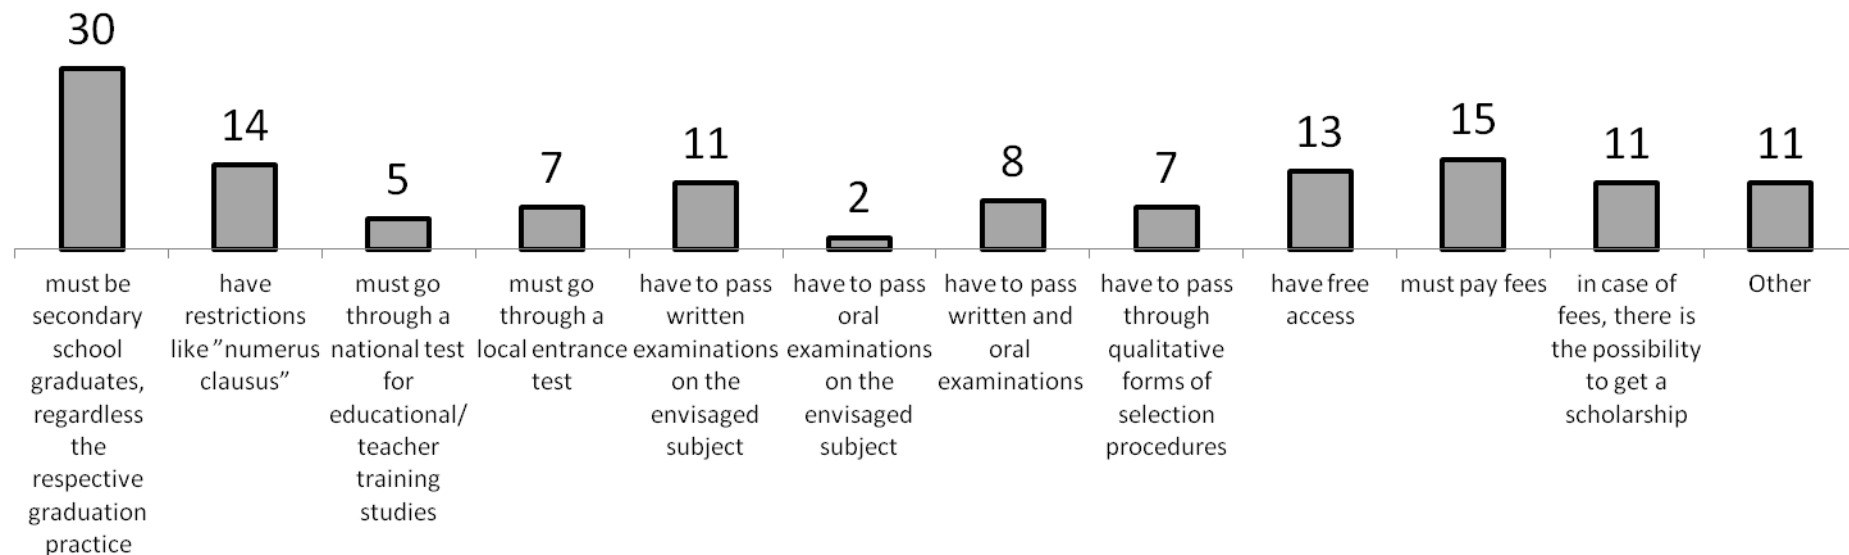 30
14
5
7
11
2
8
7
13
15
11
11
must be
secondary
school
graduates,
regardless
the
respective
graduation
practice
have
restrictions
like "numerus
clausus"
must go
through a
national test
for
educational/
teacher
training
studies
must go
through a
local entrance
test
have to pass
written
examinations
on the
envisaged
subject
have to pass
oral
examinations
on the
envisaged
subject
have to pass
written and
oral
examinations
have to pass
through
qualitative
forms of
selection
procedures
have free
access
must pay fees
in case of
fees, there is
the possibility
to get a
scholarship
Other